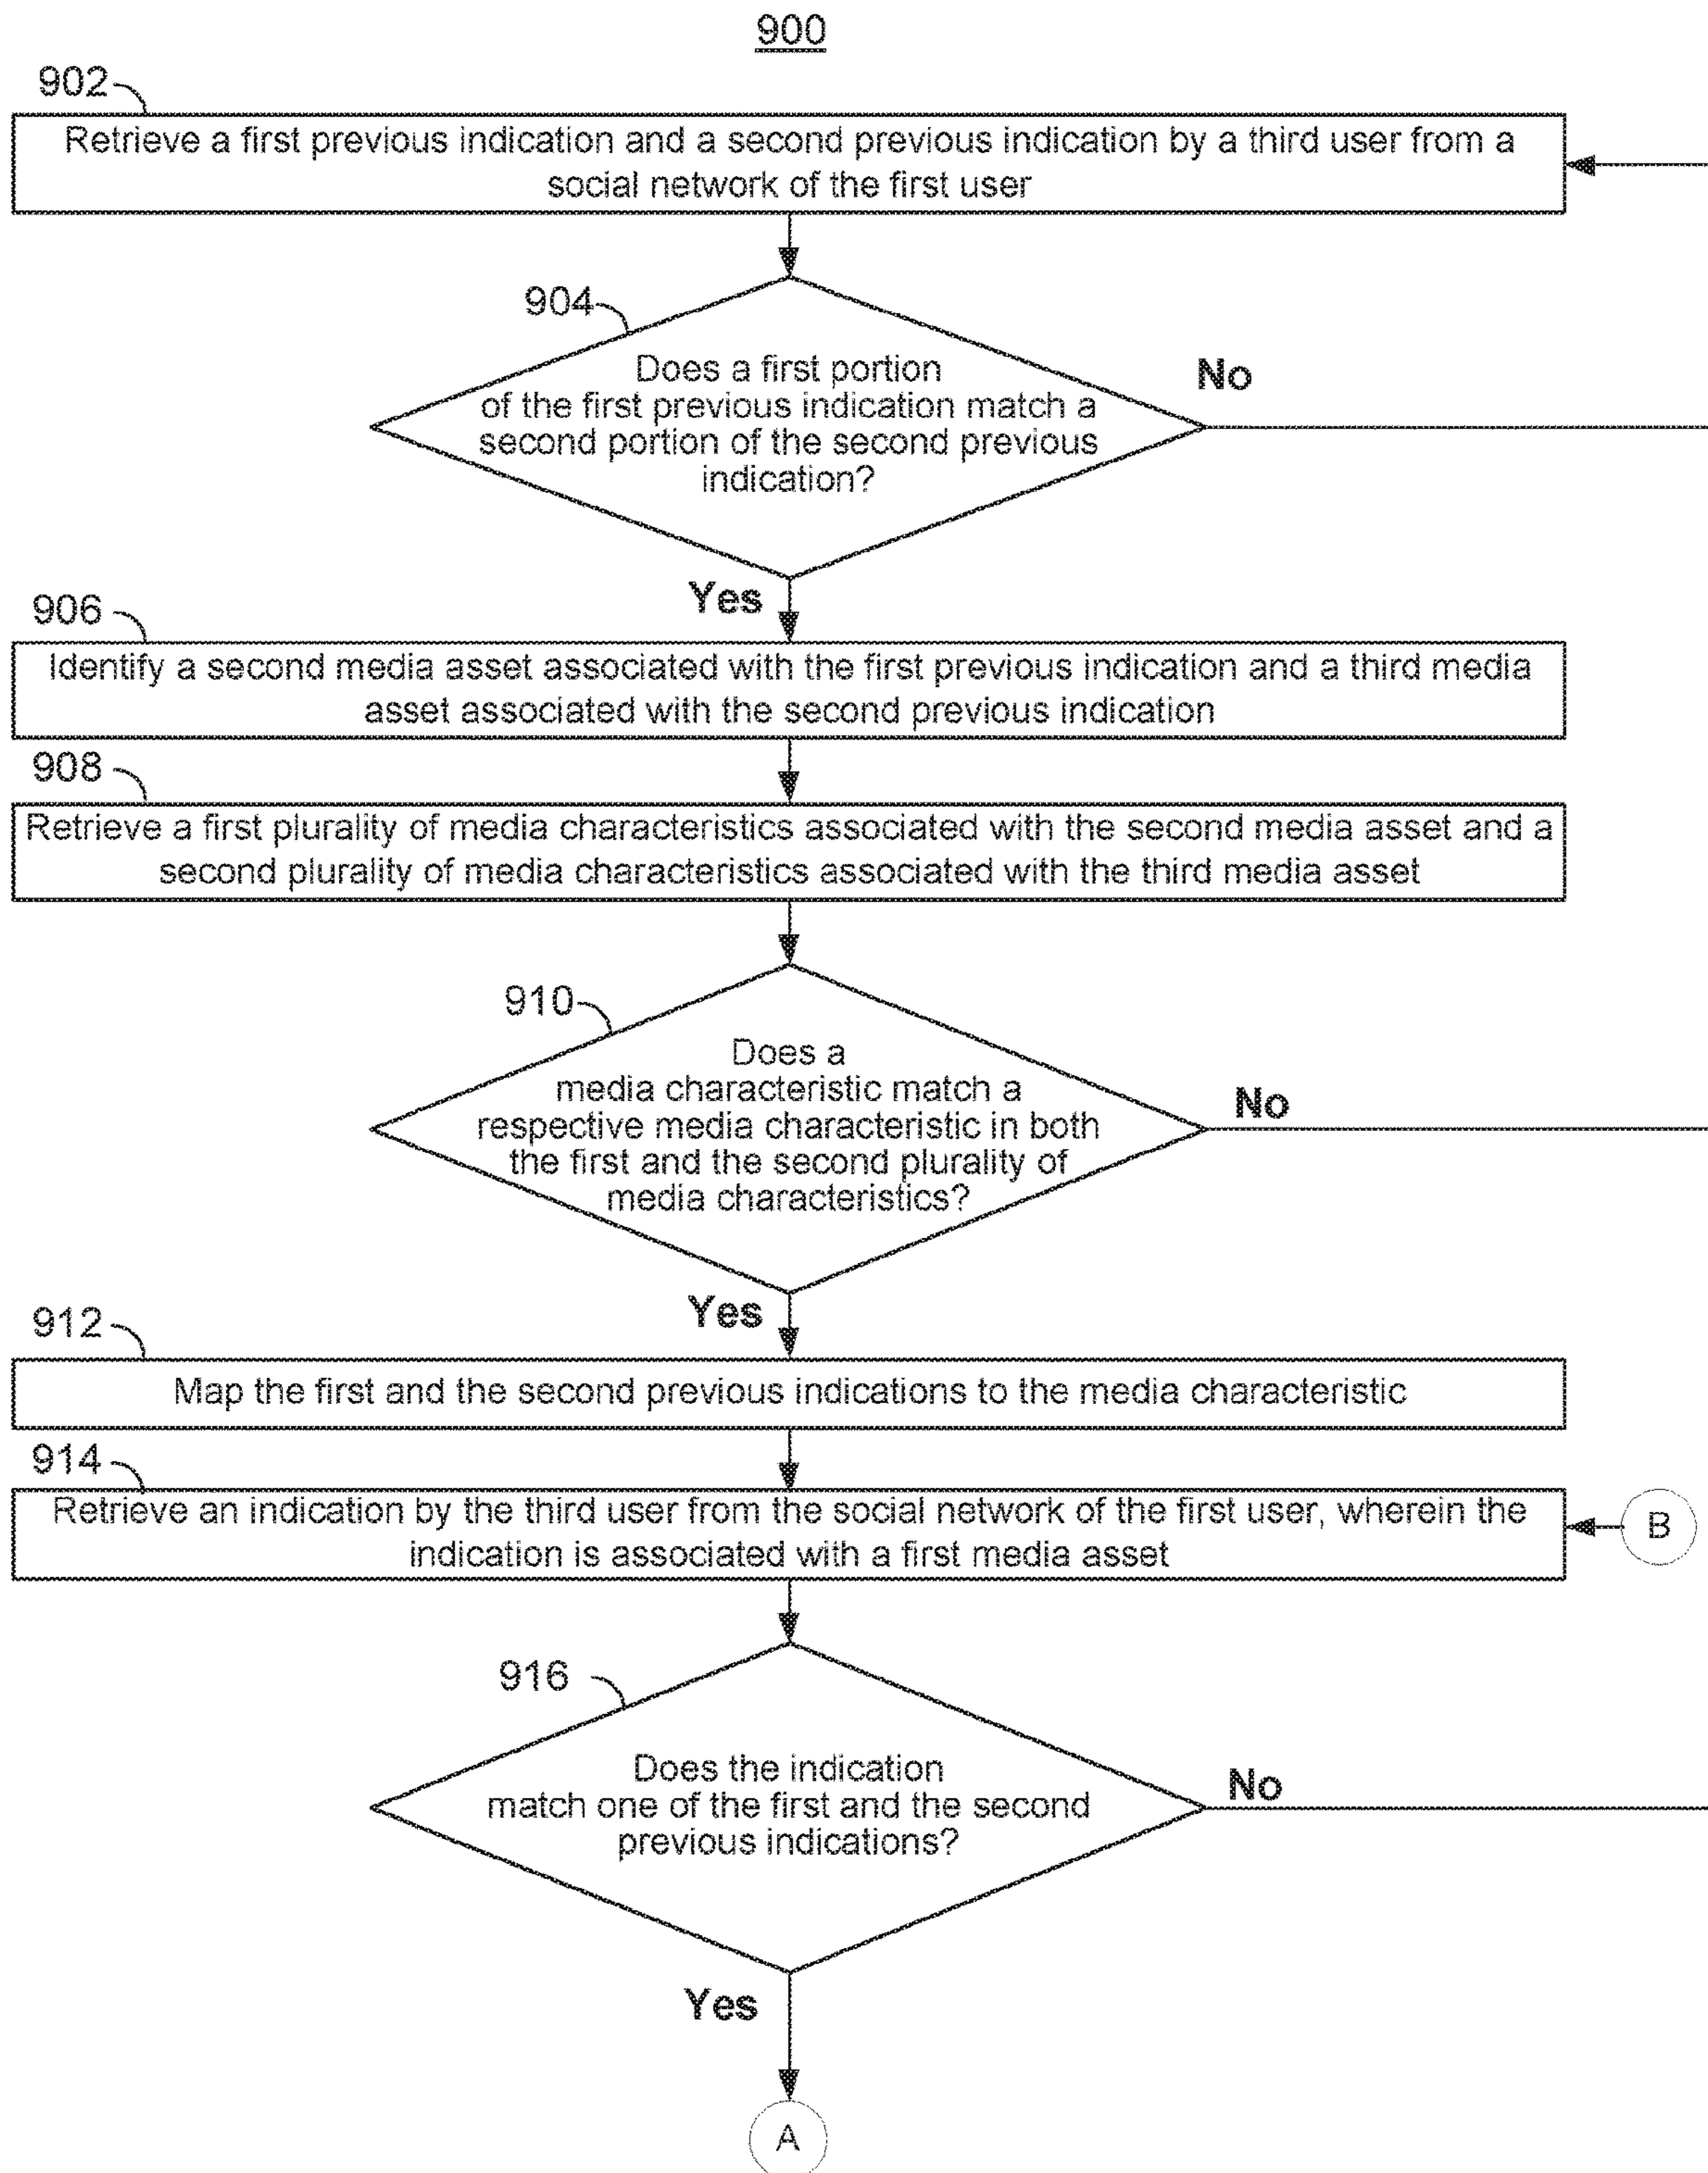 900
902
Retrieve a first previous indication and a second previous indication by a third user from a
social network of the first user
904
Does a first portion
of the first previous indication match a
second portion of the second previous
indication?
No
Yes
906
Identify a second media asset associated with the first previous indication and a third media
asset associated with the second previous indication
908
Retrieve a first plurality of media characteristics associated with the second media asset and a
second plurality of media characteristics associated with the third media asset
910
Does a
media characteristic match a
respective media characteristic in both
the first and the second plurality of
media characteristics?
No
Yes
912
Map the first and the second previous indications to the media characteristic
914
Retrieve an indication by the third user from the social network of the first user, wherein the
indication is associated with a first media asset
B
916
Does the indication
match one of the first and the second
previous indications?
No
Yes
A